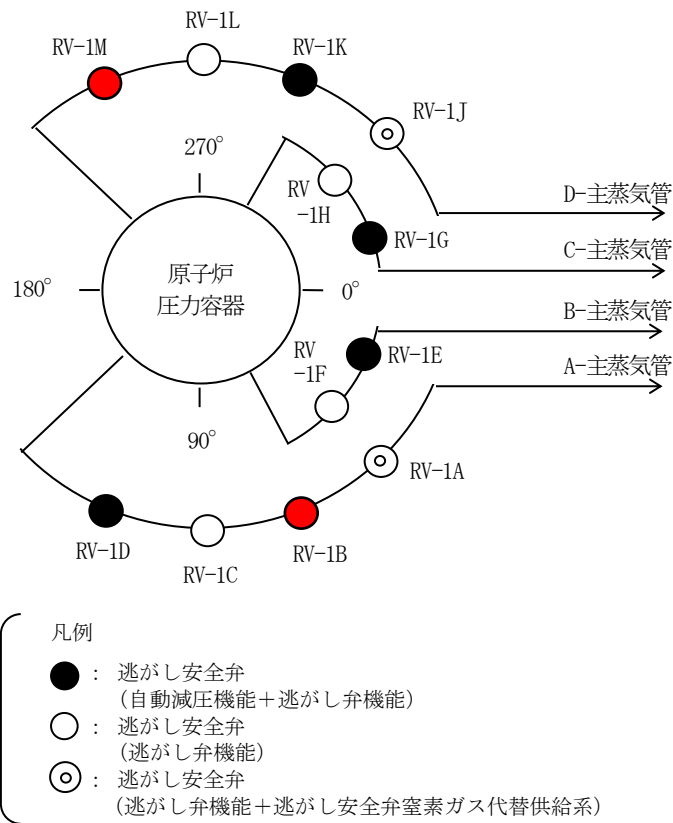 RV-1L
RV-1M
RV-1K
RV-1J
270°
RV
-1H
D-主蒸気管
RV-1G
C-主蒸気管
原子炉
圧力容器
180°
0°
B-主蒸気管
RV
-1F
RV-1E
A-主蒸気管
90°
RV-1A
RV-1D
RV-1C
RV-1B
凡例
: 逃がし安全弁
(自動減圧機能+逃がし弁機能)
: 逃がし安全弁
(逃がし弁機能)
: 逃がし安全弁
(逃がし弁機能+逃がし安全弁窒素ガス代替供給系)